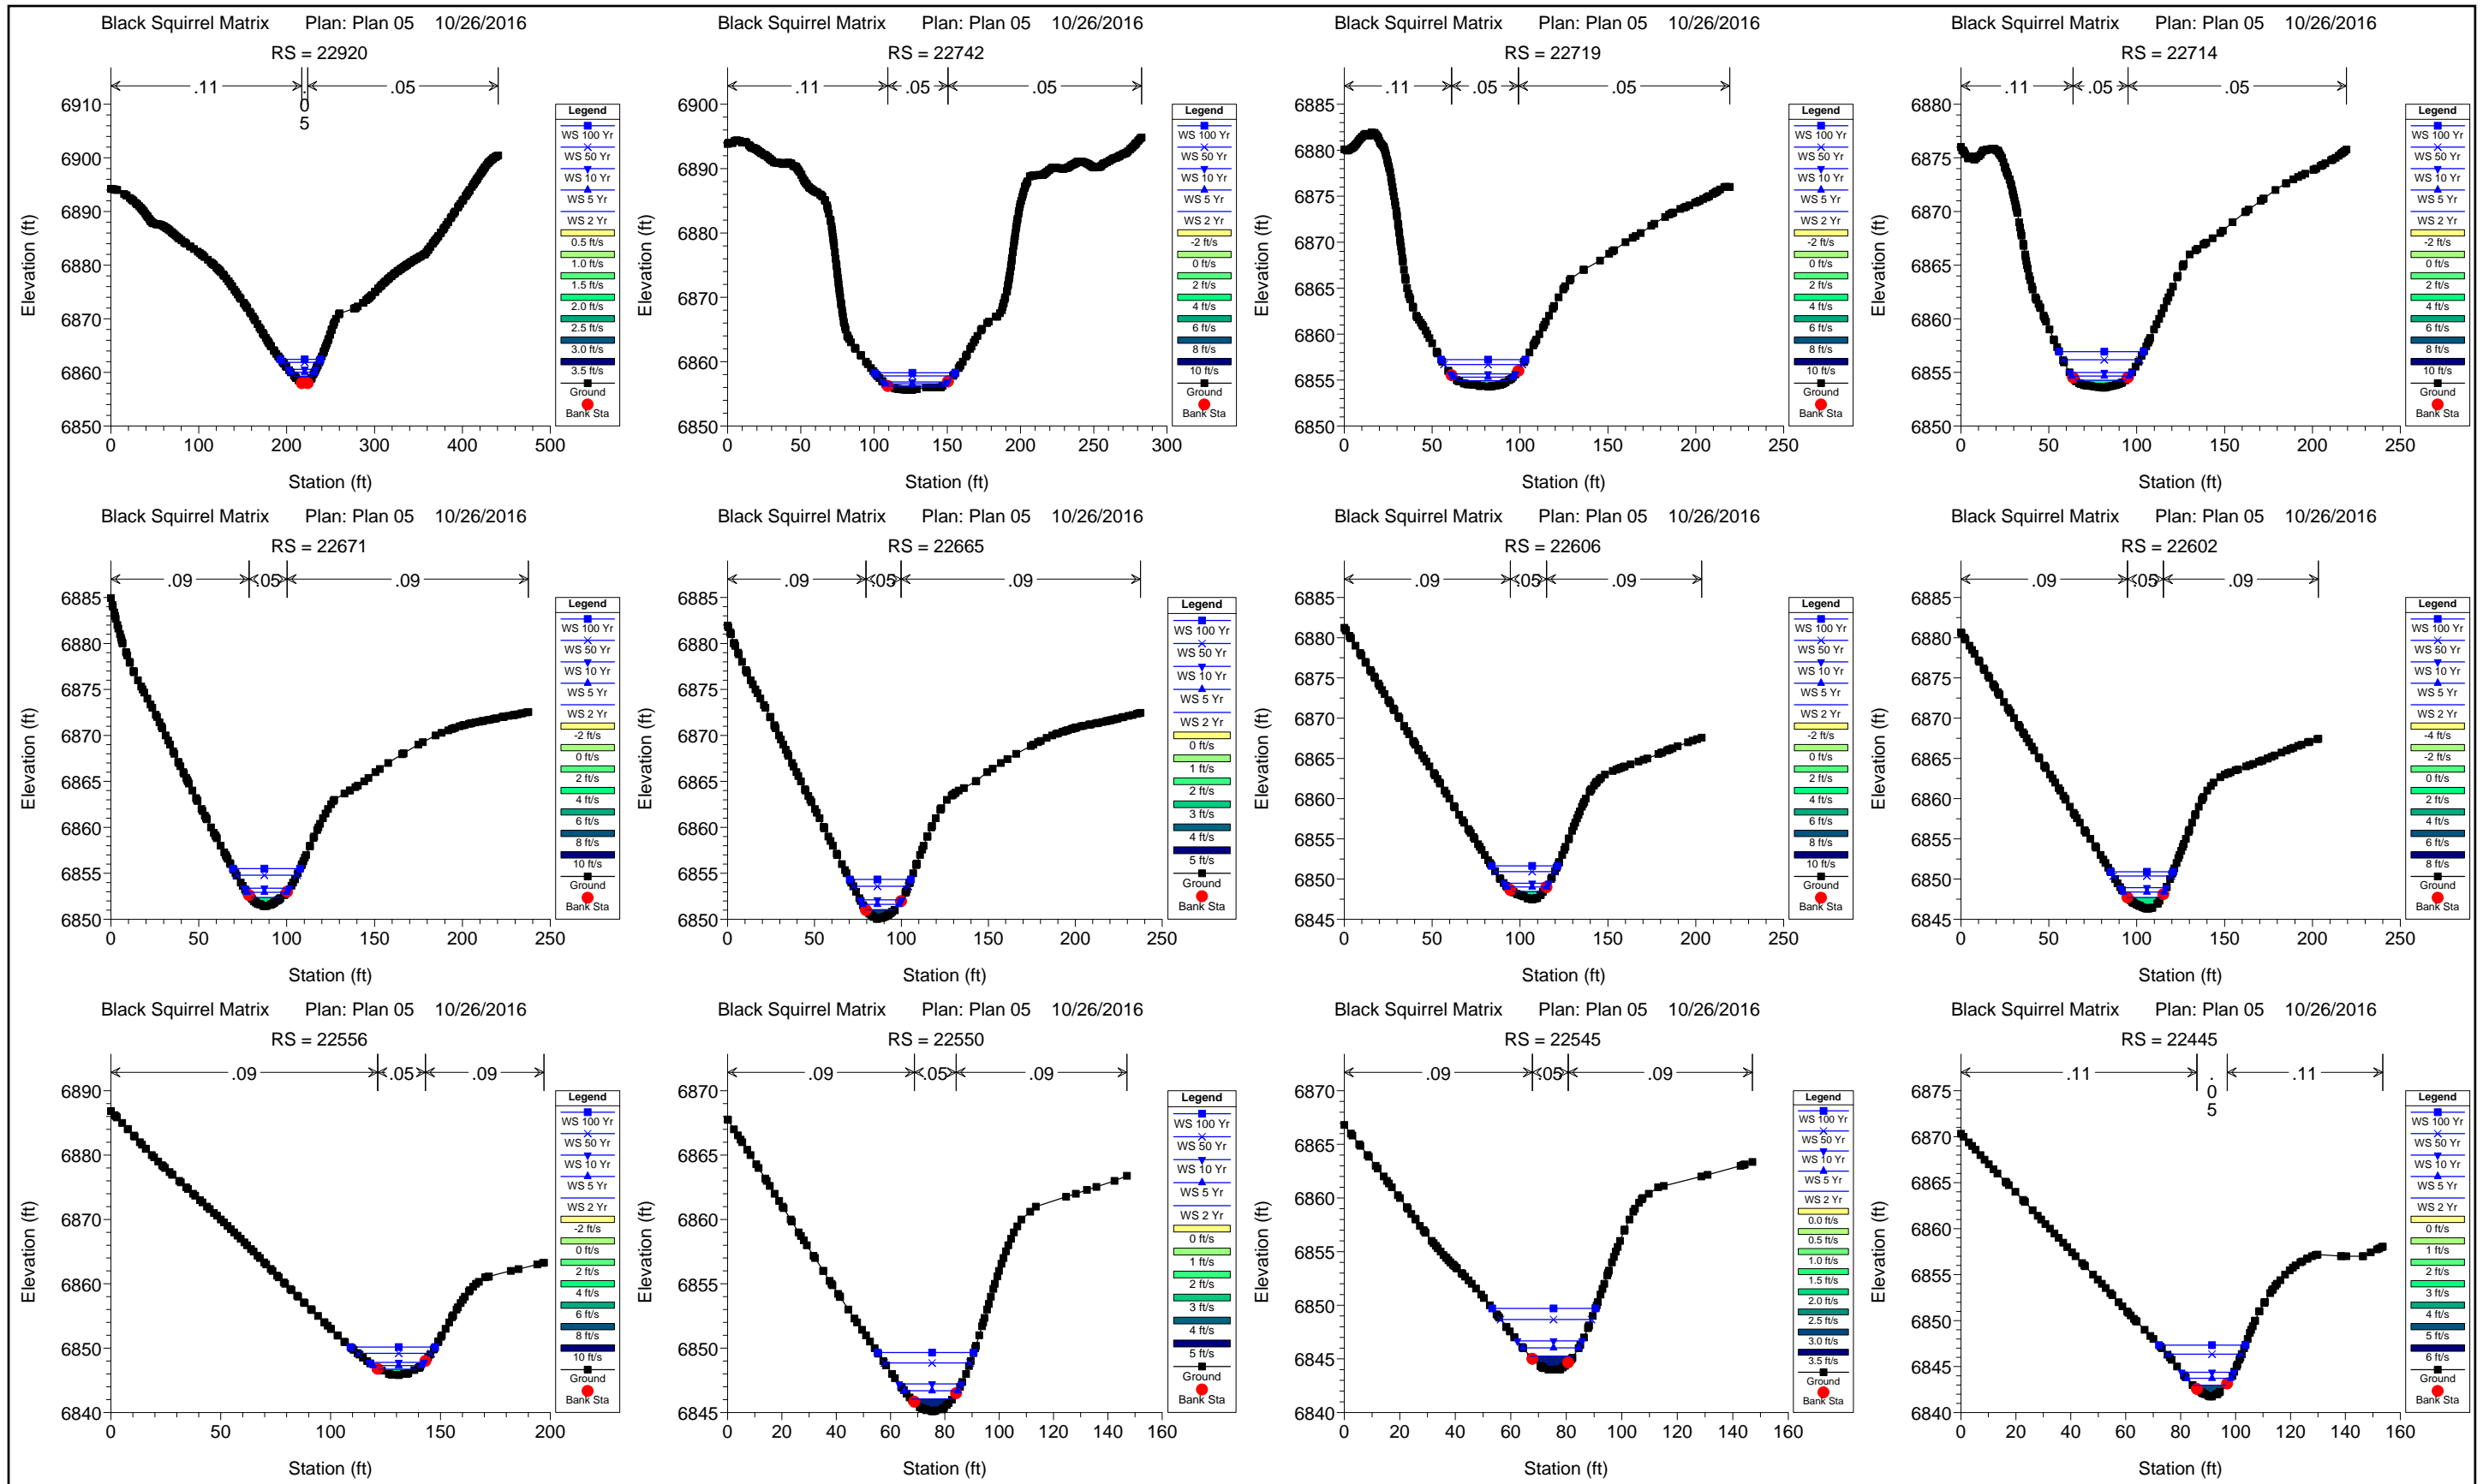 Black Squirrel Matrix Plan: Plan 05 10/26/2016
RS = 22920
.11 .05 .05
Legend
WS 100 Yr
WS 50 Yr
WS 10 Yr
WS 5 Yr
WS 2 Yr
0.5 ft/s
1.0 ft/s
1.5 ft/s
2.0 ft/s
2.5 ft/s
3.0 ft/s
3.5 ft/s
Ground
Bank Sta
Elevation (ft)
6910
6900
6890
6880
6870
6860
6850
0 100 200 300 400 500
Station (ft)
Black Squirrel Matrix Plan: Plan 05 10/26/2016
RS = 22742
.11 .05 .05
Legend
WS 100 Yr
WS 50 Yr
WS 10 Yr
WS 5 Yr
WS 2 Yr
-2 ft/s
0 ft/s
2 ft/s
4 ft/s
6 ft/s
8 ft/s
10 ft/s
Ground
Bank Sta
Elevation (ft)
6900
6890
6880
6870
6860
6850
0 50 100 150 200 250 300
Station (ft)
Black Squirrel Matrix Plan: Plan 05 10/26/2016
RS = 22719
.11 .05 .05
Legend
WS 100 Yr
WS 50 Yr
WS 10 Yr
WS 5 Yr
WS 2 Yr
-2 ft/s
0 ft/s
2 ft/s
4 ft/s
6 ft/s
8 ft/s
10 ft/s
Ground
Bank Sta
Elevation (ft)
6885
6880
6875
6870
6865
6860
6855
6850
0 50 100 150 200 250
Station (ft)
Black Squirrel Matrix Plan: Plan 05 10/26/2016
RS = 22714
.11 .05 .05
Legend
WS 100 Yr
WS 50 Yr
WS 10 Yr
WS 5 Yr
WS 2 Yr
-2 ft/s
0 ft/s
2 ft/s
4 ft/s
6 ft/s
8 ft/s
10 ft/s
Ground
Bank Sta
Elevation (ft)
6880
6875
6870
6865
6860
6855
6850
0 50 100 150 200 250
Station (ft)
Black Squirrel Matrix Plan: Plan 05 10/26/2016
RS = 22671
.09 .05 .09
Legend
WS 100 Yr
WS 50 Yr
WS 10 Yr
WS 5 Yr
WS 2 Yr
-2 ft/s
0 ft/s
2 ft/s
4 ft/s
6 ft/s
8 ft/s
10 ft/s
Ground
Bank Sta
Elevation (ft)
6885
6880
6875
6870
6865
6860
6855
6850
0 50 100 150 200 250
Station (ft)
Black Squirrel Matrix Plan: Plan 05 10/26/2016
RS = 22665
.09 .05 .09
Legend
WS 100 Yr
WS 50 Yr
WS 10 Yr
WS 5 Yr
WS 2 Yr
0 ft/s
1 ft/s
2 ft/s
3 ft/s
4 ft/s
5 ft/s
Ground
Bank Sta
Elevation (ft)
6885
6880
6875
6870
6865
6860
6855
6850
0 50 100 150 200 250
Station (ft)
Black Squirrel Matrix Plan: Plan 05 10/26/2016
RS = 22606
.09 .05 .09
Legend
WS 100 Yr
WS 50 Yr
WS 10 Yr
WS 5 Yr
WS 2 Yr
-2 ft/s
0 ft/s
2 ft/s
4 ft/s
6 ft/s
8 ft/s
10 ft/s
Ground
Bank Sta
Elevation (ft)
6885
6880
6875
6870
6865
6860
6855
6850
6845
0 50 100 150 200 250
Station (ft)
Black Squirrel Matrix Plan: Plan 05 10/26/2016
RS = 22602
.09 .05 .09
Legend
WS 100 Yr
WS 50 Yr
WS 10 Yr
WS 5 Yr
WS 2 Yr
-4 ft/s
-2 ft/s
0 ft/s
2 ft/s
4 ft/s
6 ft/s
8 ft/s
Ground
Bank Sta
Elevation (ft)
6885
6880
6875
6870
6865
6860
6855
6850
6845
0 50 100 150 200 250
Station (ft)
Black Squirrel Matrix Plan: Plan 05 10/26/2016
RS = 22556
.09 .05 .09
Legend
WS 100 Yr
WS 50 Yr
WS 10 Yr
WS 5 Yr
WS 2 Yr
-2 ft/s
0 ft/s
2 ft/s
4 ft/s
6 ft/s
8 ft/s
10 ft/s
Ground
Bank Sta
Elevation (ft)
6890
6880
6870
6860
6850
6840
0 50 100 150 200
Station (ft)
Black Squirrel Matrix Plan: Plan 05 10/26/2016
RS = 22550
.09 .05 .09
Legend
WS 100 Yr
WS 50 Yr
WS 10 Yr
WS 5 Yr
WS 2 Yr
0 ft/s
1 ft/s
2 ft/s
3 ft/s
4 ft/s
5 ft/s
Ground
Bank Sta
Elevation (ft)
6870
6865
6860
6855
6850
6845
0 20 40 60 80 100 120 140 160
Station (ft)
Black Squirrel Matrix Plan: Plan 05 10/26/2016
RS = 22545
.09 .05 .09
Legend
WS 100 Yr
WS 50 Yr
WS 10 Yr
WS 5 Yr
WS 2 Yr
0.0 ft/s
0.5 ft/s
1.0 ft/s
1.5 ft/s
2.0 ft/s
2.5 ft/s
3.0 ft/s
3.5 ft/s
Ground
Bank Sta
Elevation (ft)
6870
6865
6860
6855
6850
6845
6840
0 20 40 60 80 100 120 140 160
Station (ft)
Black Squirrel Matrix Plan: Plan 05 10/26/2016
RS = 22445
.11 .05 .11
Legend
WS 100 Yr
WS 50 Yr
WS 10 Yr
WS 5 Yr
WS 2 Yr
0 ft/s
1 ft/s
2 ft/s
3 ft/s
4 ft/s
5 ft/s
6 ft/s
Ground
Bank Sta
Elevation (ft)
6875
6870
6865
6860
6855
6850
6845
6840
0 20 40 60 80 100 120 140 160
Station (ft)